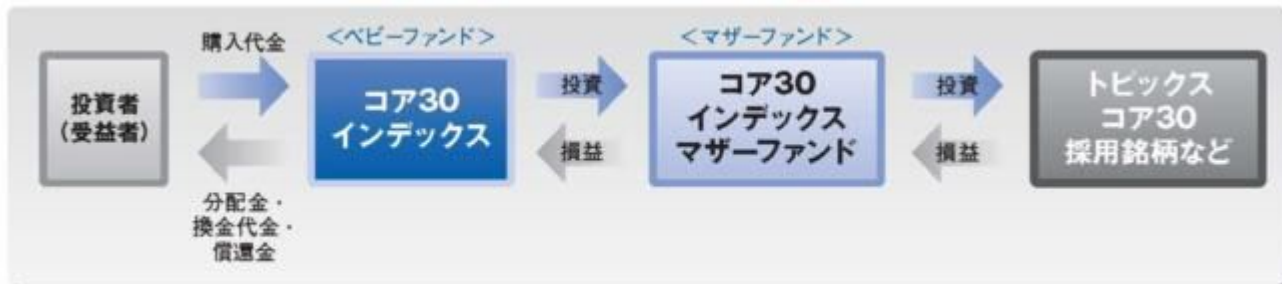 投資者
(受益者)
購入代金
分配金・
換金代金・
償還金
<ベビーファンド>
コア30
インデックス
投資
損益
<マザーファンド>
コア30
インデックス
マザーファンド
投資
損益
トピックス
コア30
採用銘柄など